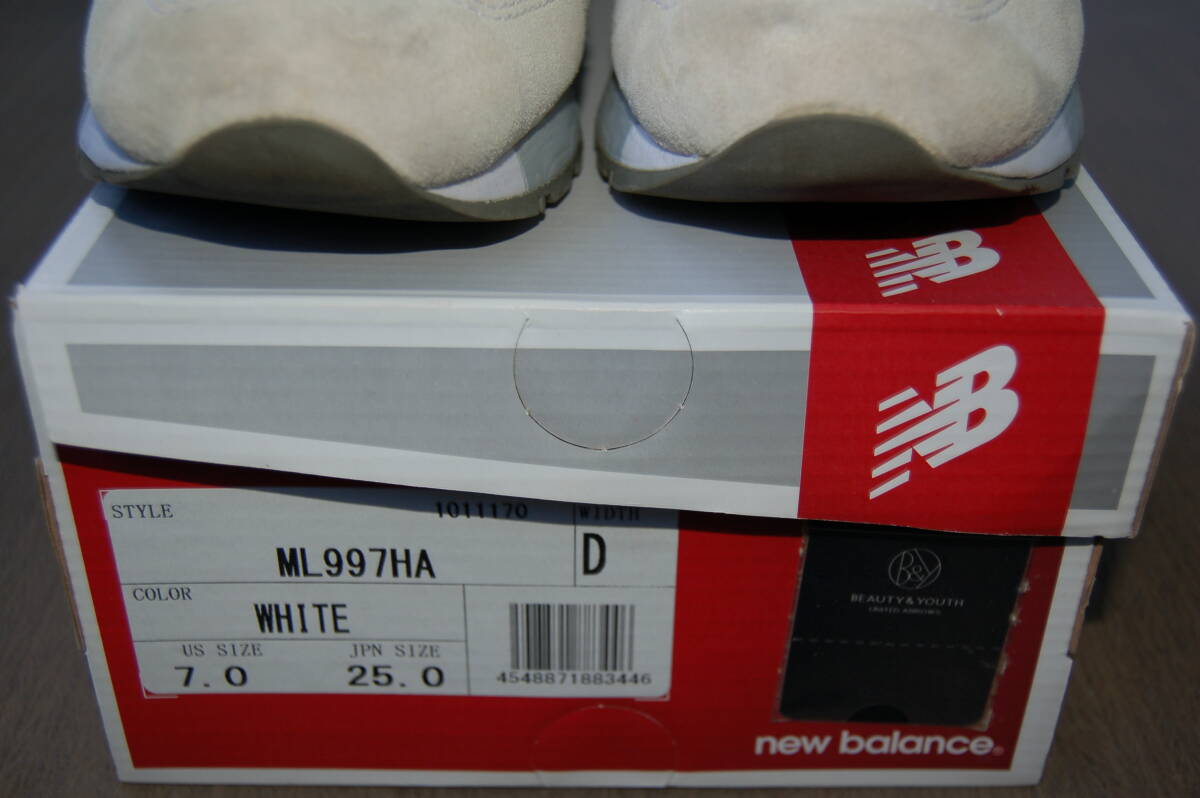 NB
NB
STYLE 1011170 WIDTH
ML997HA D
COLOR
WHITE
US SIZE JPN SIZE
7.0 25.0
4548871883446
B&Y
BEAUTY & YOUTH
UNITED ARROWS
new balance®